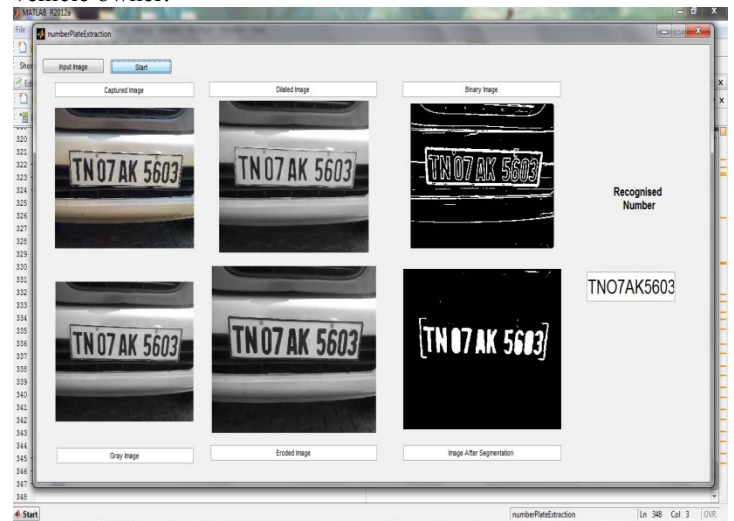 vehicle owner.
MATLAB R2012a
File
numberPlateExtraction
Input Image
Start
Captured Image
Dilated Image
Binary Image
TN 07 AK 5603
TN 07 AK 5603
TN 07 AK 5603
Recognised
Number
TNO7AK5603
TN 07 AK 5603
TN 07 AK 5603
TN 07 AK 5603
Gray Image
Eroded Image
Image After Segmentation
320
321
322
323
324
325
326
327
328
329
330
331
332
333
334
335
336
337
338
339
340
341
342
343
344
345
346
347
348
Start
numberPlateExtraction
Ln 348 Col 3 OVR